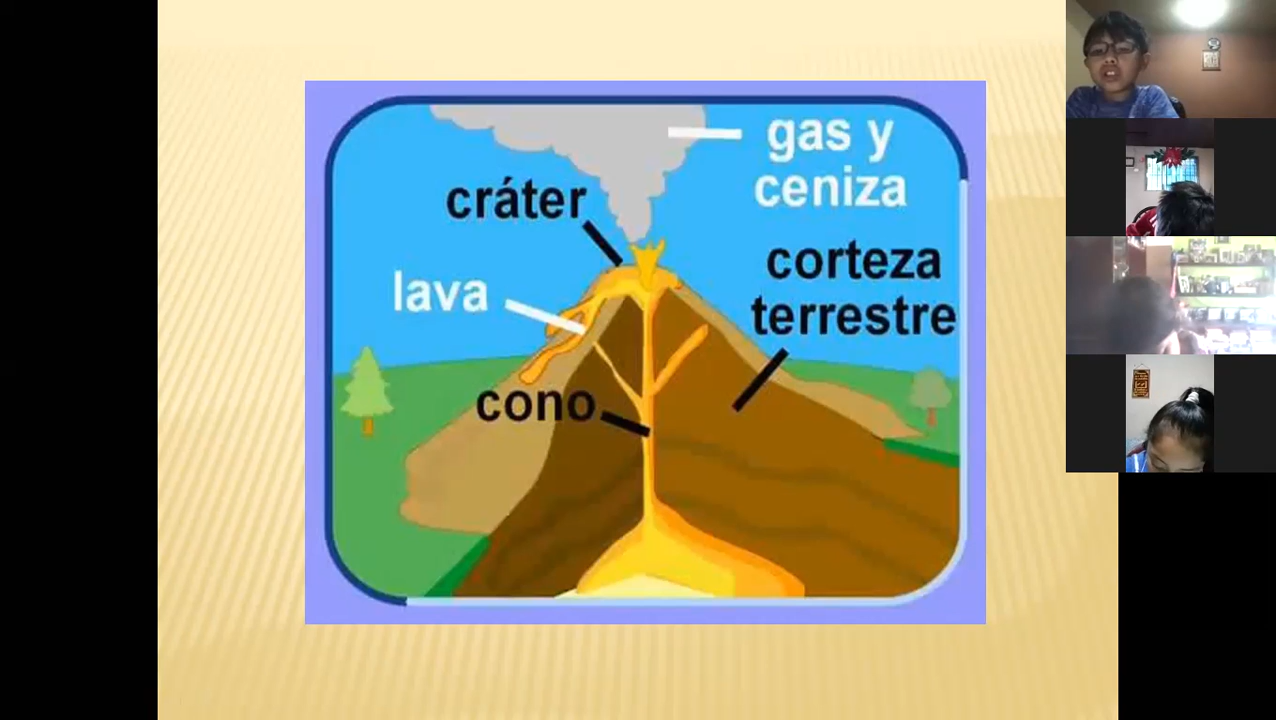 gas y
ceniza
cráter
corteza
terrestre
lava
cono